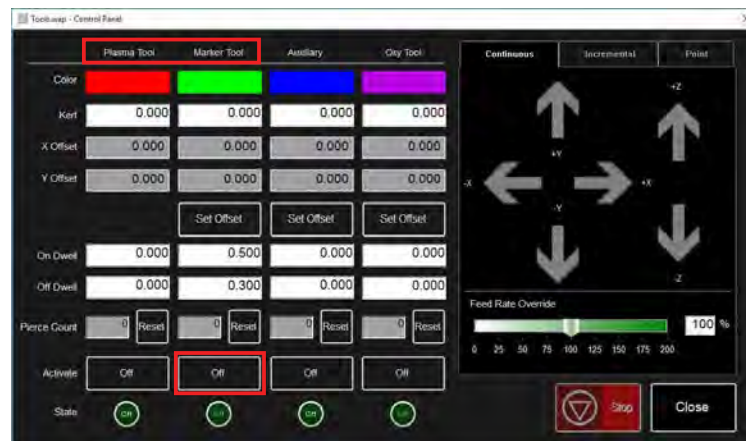 Toolswap - Control Panel
Plasma Tool Marker Tool Auxiliary Oxy Tool
Color
Kerf 0.000 0.000 0.000 0.000
X Offset 0.000 0.000 0.000 0.000
Y Offset 0.000 0.000 0.000 0.000
Set Offset Set Offset Set Offset
On Dwell 0.000 0.500 0.000 0.000
Off Dwell 0.000 0.300 0.000 0.000
Pierce Count 0 Reset 0 Reset 0 Reset 0 Reset
Activate Off Off Off Off
State Off Off Off Off
Continuous Incremental Point
+Z
+Y
-X +X
-Y
-Z
Feed Rate Override
100 %
0 25 50 75 100 125 150 175 200
Stop Close